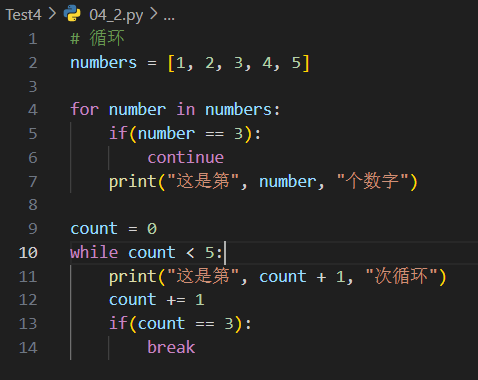 Test4 > 04_2.py > ...
1 # 循环
2 numbers = [1, 2, 3, 4, 5]
3
4 for number in numbers:
5     if(number == 3):
6         continue
7     print("这是第", number, "个数字")
8
9 count = 0
10 while count < 5:
11     print("这是第", count + 1, "次循环")
12     count += 1
13     if(count == 3):
14         break